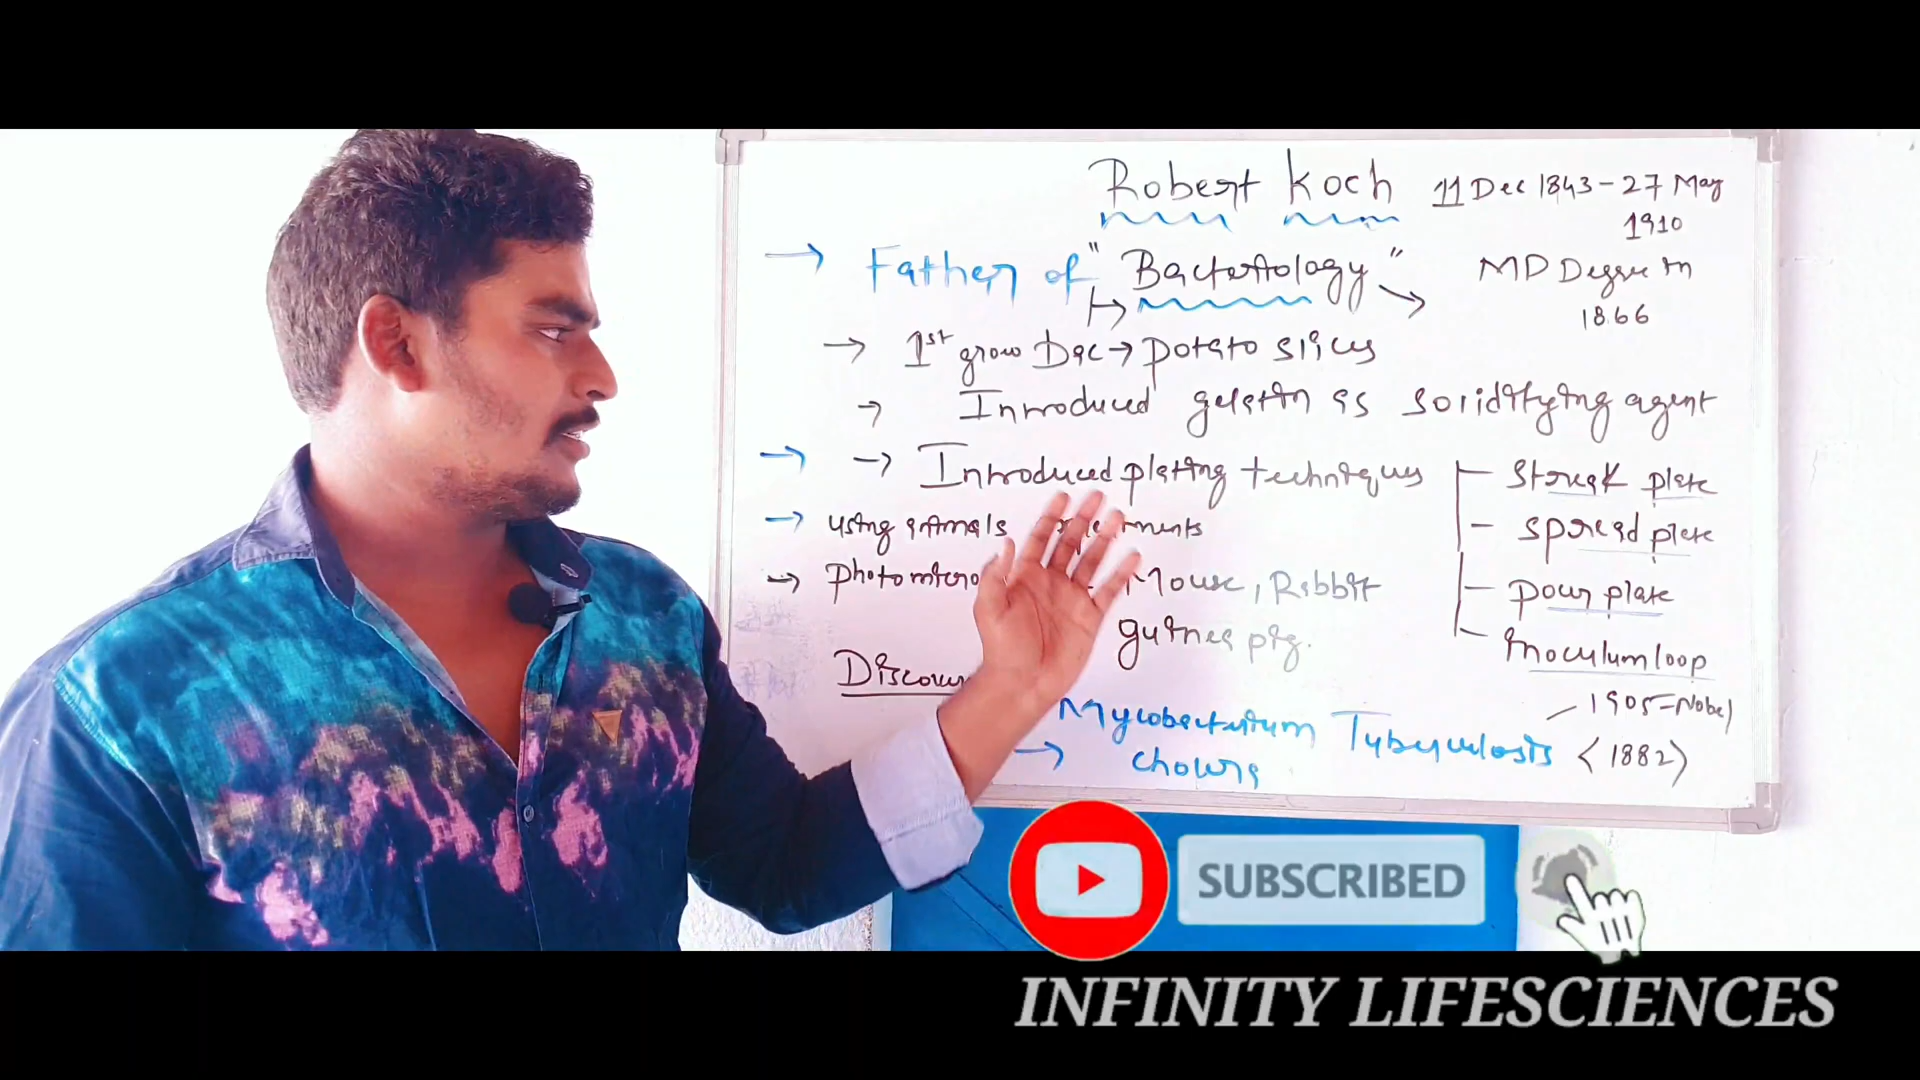 Robert Koch 11 Dec 1843 - 27 May
1910
→ Father of "Bacteriology" →
MD Degree in
1866
→ 1st grow Bac → potato slices
→ Introduced gelatin as solidifying agent
→ → Introduced plating techniques
streak plate
spread plate
pour plate
Inoculum loop
→ using animals
→ Photomicro
Mouse, Rabbit
guinea pig.
1905-Nobel
Mycobacterium Tuberculosis <1882>
→ cholera
SUBSCRIBED
INFINITY LIFESCIENCES